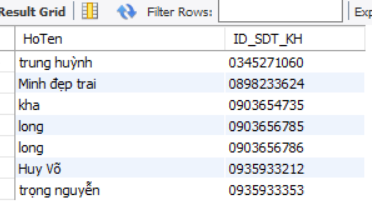 Result Grid Filter Rows: Exp
HoTen ID_SDT_KH
trung huỳnh 0345271060
Minh đẹp trai 0898233624
kha 0903654735
long 0903656785
long 0903656786
Huy Võ 0935933212
trọng nguyễn 0935933353